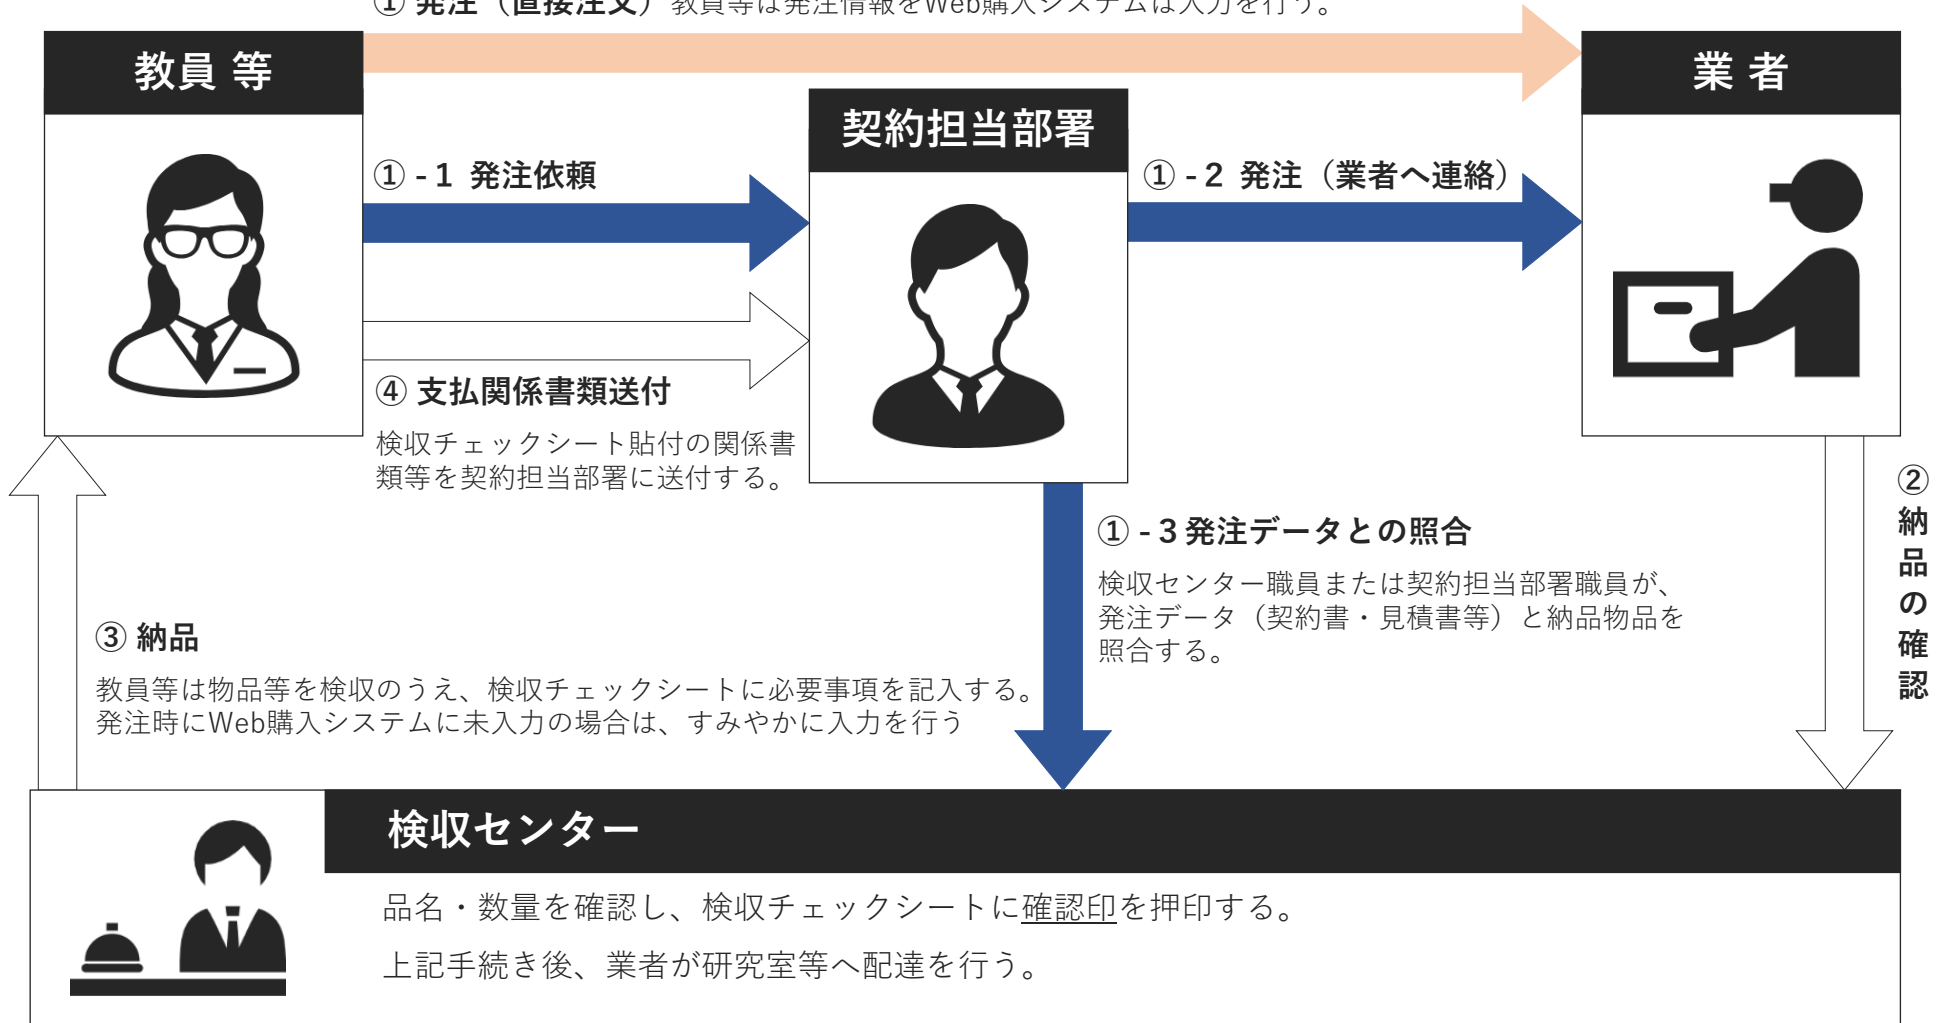 ① 発注（直接注文）教員等は発注情報をWeb購入システムは入力を行う。
教員 等
業 者
契約担当部署
① - 1 発注依頼
① - 2 発注（業者へ連絡）
④ 支払関係書類送付
検収チェックシート貼付の関係書
類等を契約担当部署に送付する。
② 納品の確認
① - 3 発注データとの照合
検収センター職員または契約担当部署職員が、
発注データ（契約書・見積書等）と納品物品を
照合する。
③ 納品
教員等は物品等を検収のうえ、検収チェックシートに必要事項を記入する。
発注時にWeb購入システムに未入力の場合は、すみやかに入力を行う
検収センター
品名・数量を確認し、検収チェックシートに確認印を押印する。
上記手続き後、業者が研究室等へ配達を行う。